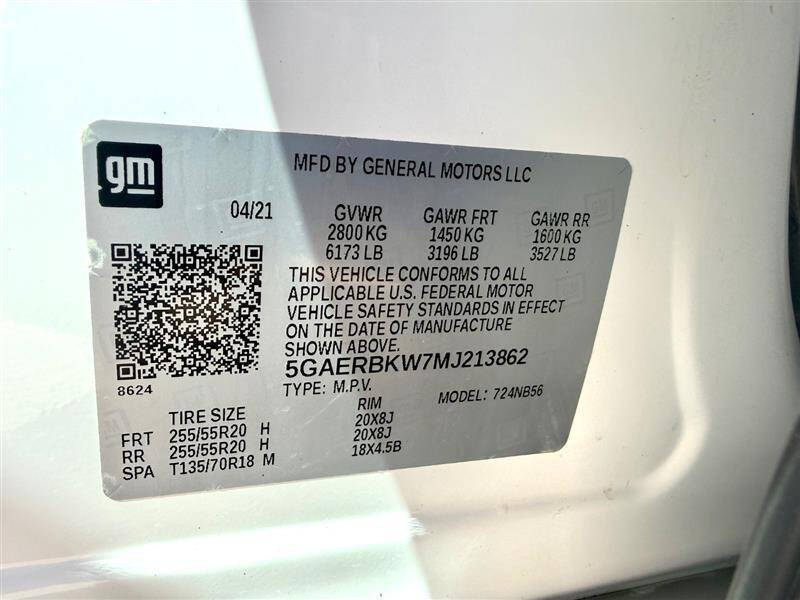 gm
MFD BY GENERAL MOTORS LLC
04/21 GVWR GAWR FRT GAWR RR
2800 KG 1450 KG 1600 KG
6173 LB 3196 LB 3527 LB
THIS VEHICLE CONFORMS TO ALL
APPLICABLE U.S. FEDERAL MOTOR
VEHICLE SAFETY STANDARDS IN EFFECT
ON THE DATE OF MANUFACTURE
SHOWN ABOVE.
8624
5GAERBKW7MJ213862
TYPE: M.P.V. MODEL: 724NB56
TIRE SIZE RIM
FRT 255/55R20 H 20X8J
RR 255/55R20 H 20X8J
SPA T135/70R18 M 18X4.5B